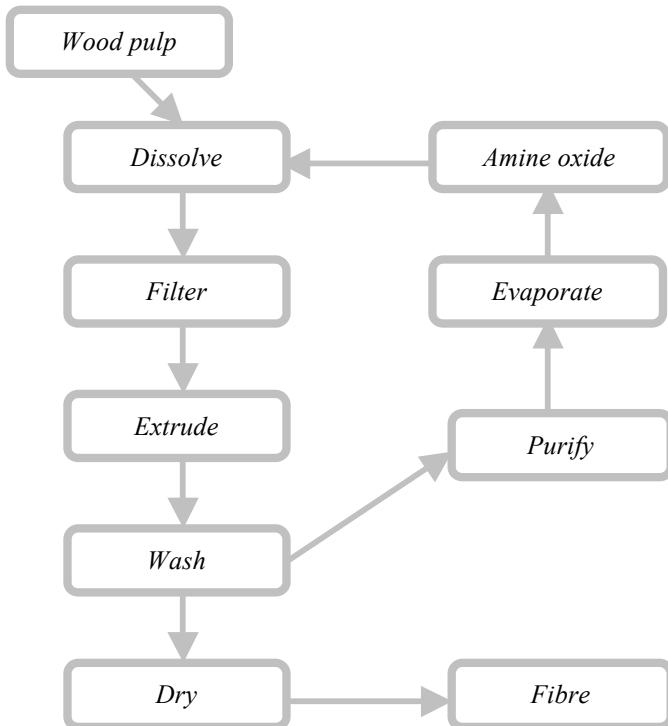 Wood pulp
Dissolve
Amine oxide
Filter
Evaporate
Extrude
Purify
Wash
Dry
Fibre